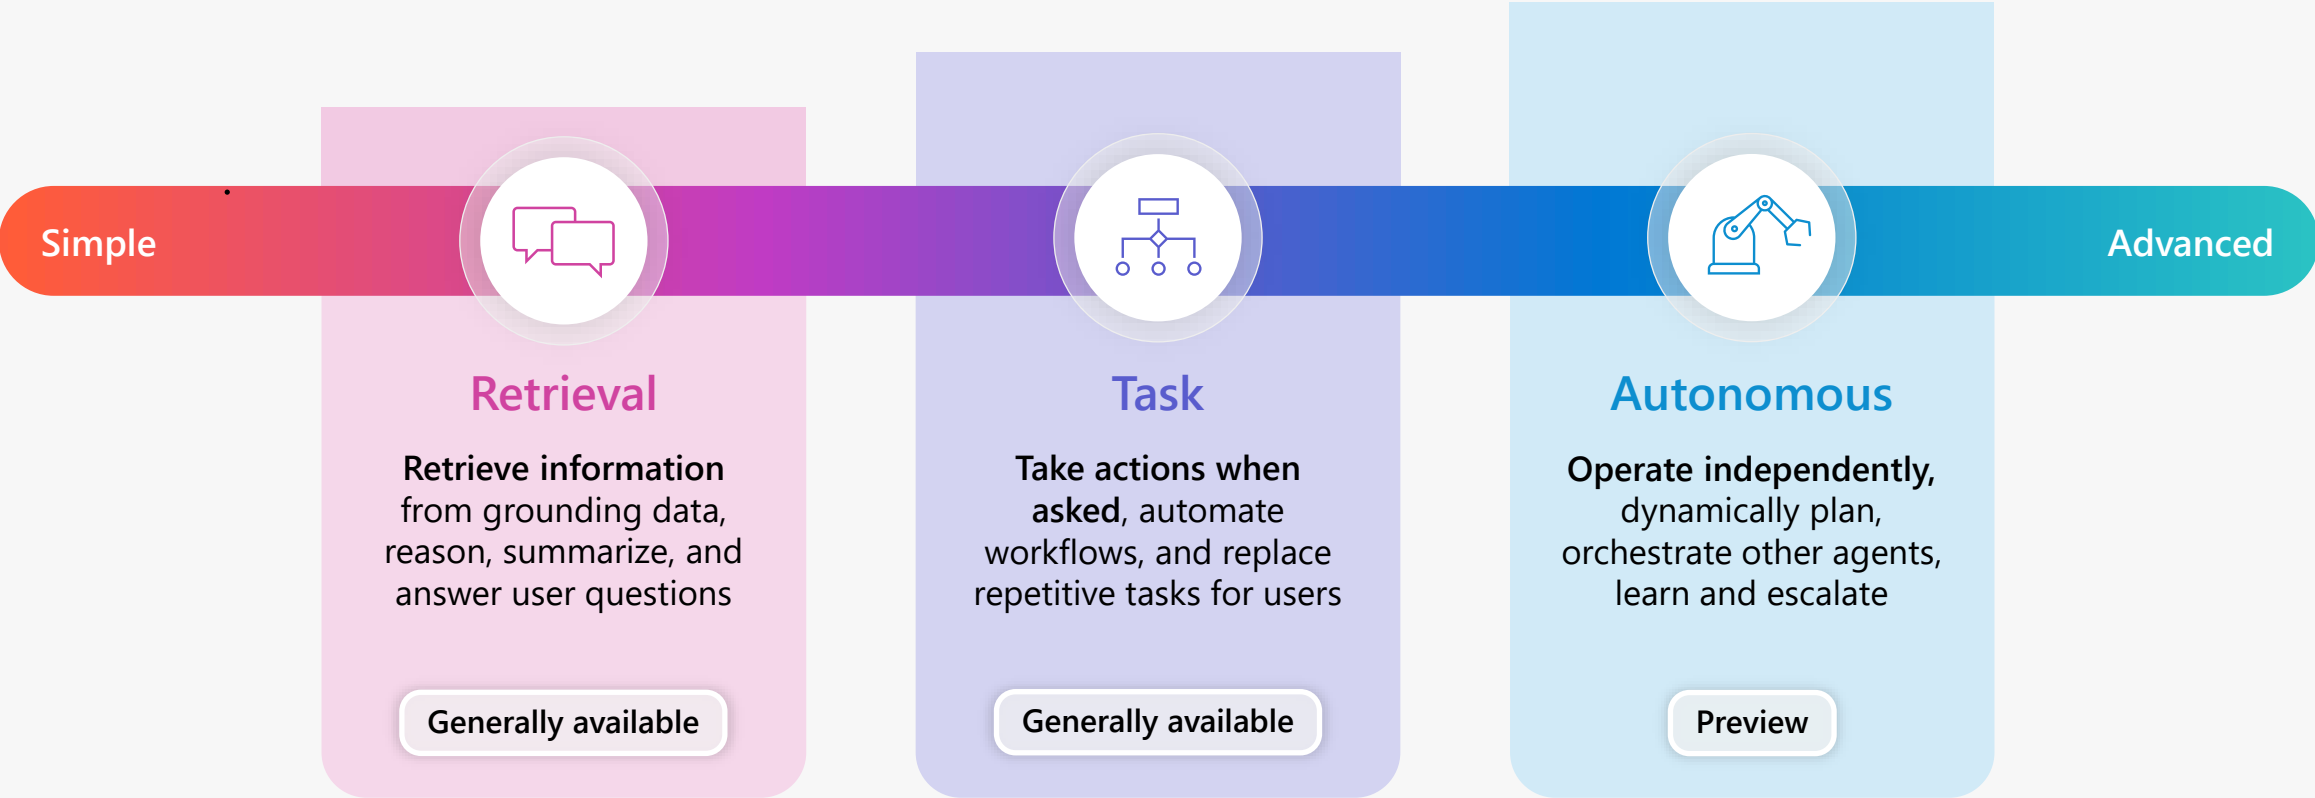 Simple
Advanced
Retrieval
Retrieve information
from grounding data,
reason, summarize, and
answer user questions
Generally available
Task
Take actions when
asked, automate
workflows, and replace
repetitive tasks for users
Generally available
Autonomous
Operate independently,
dynamically plan,
orchestrate other agents,
learn and escalate
Preview